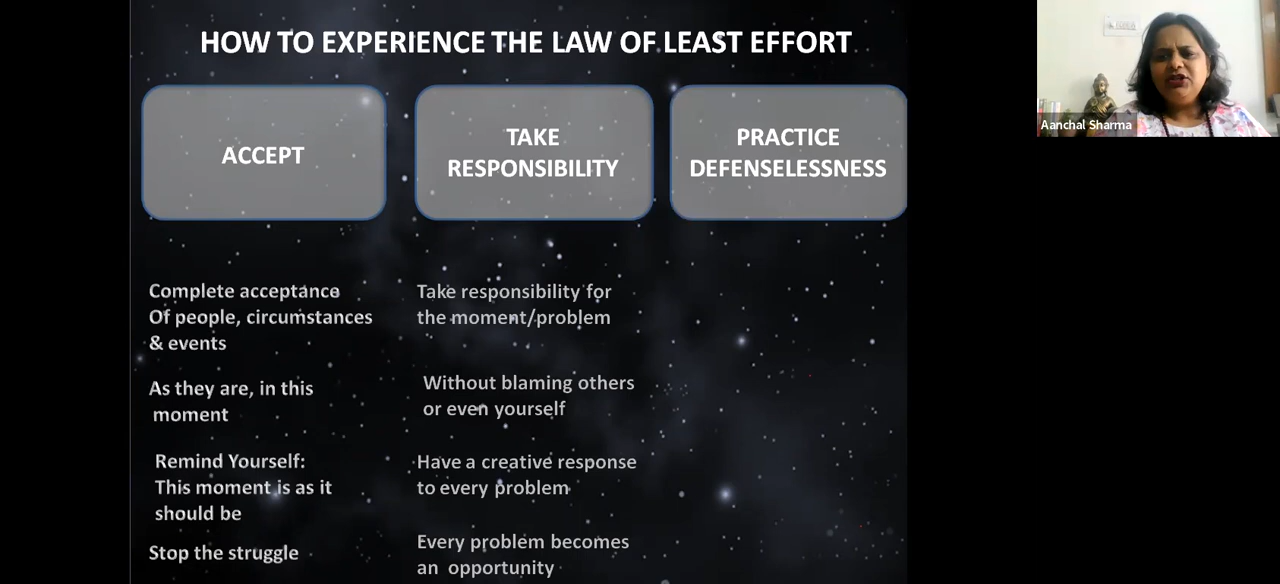 HOW TO EXPERIENCE THE LAW OF LEAST EFFORT
ACCEPT
TAKE
RESPONSIBILITY
PRACTICE
DEFENSELESSNESS
Complete acceptance
Of people, circumstances
& events
As they are, in this
moment
Remind Yourself:
This moment is as it
should be
Stop the struggle
Take responsibility for
the moment/problem
Without blaming others
or even yourself
Have a creative response
to every problem
Every problem becomes
an opportunity
Aanchal Sharma